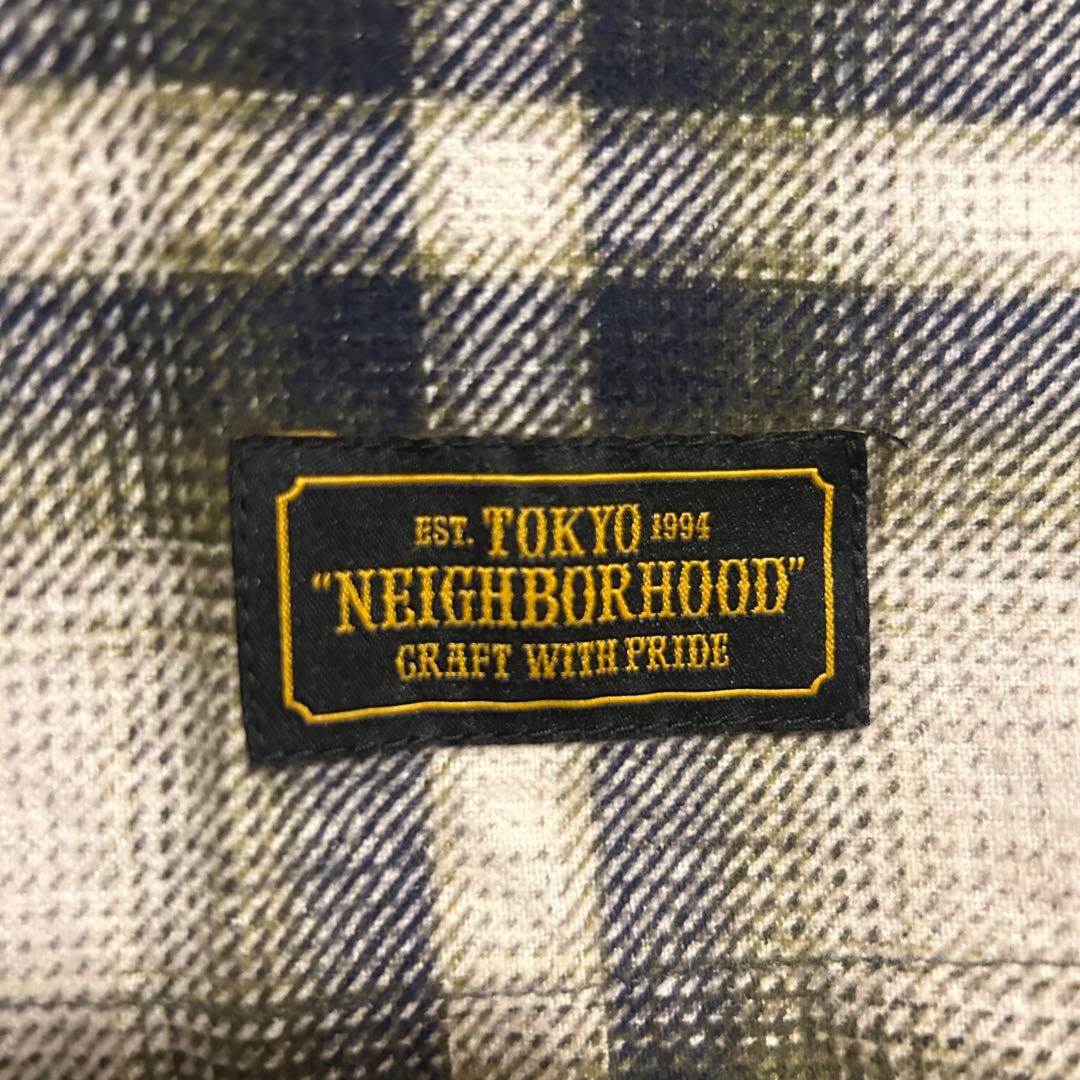 EST. TOKYO 1994
"NEIGHBORHOOD"
CRAFT WITH PRIDE